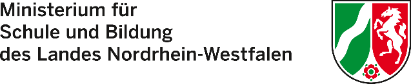 Ministerium für
Schule und Bildung
des Landes Nordrhein-Westfalen